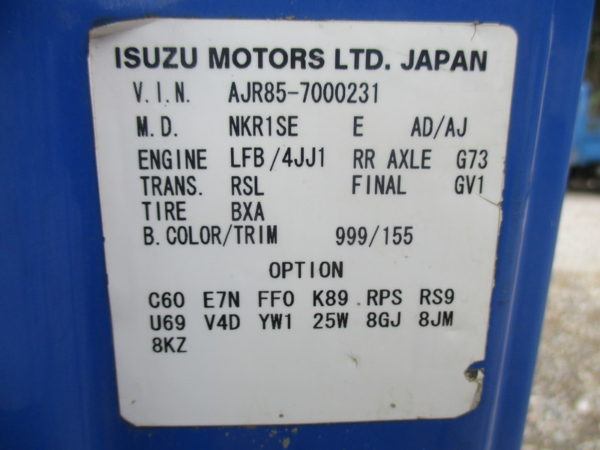 ISUZU MOTORS LTD. JAPAN
V.I.N. AJR85-7000231
M.D. NKR1SE E AD/AJ
ENGINE LFB/4JJ1 RR AXLE G73
TRANS. RSL FINAL GV1
TIRE BXA
B.COLOR/TRIM 999/155
OPTION
C60 E7N FF0 K89 RPS RS9
U69 V4D YW1 25W 8GJ 8JM
8KZ